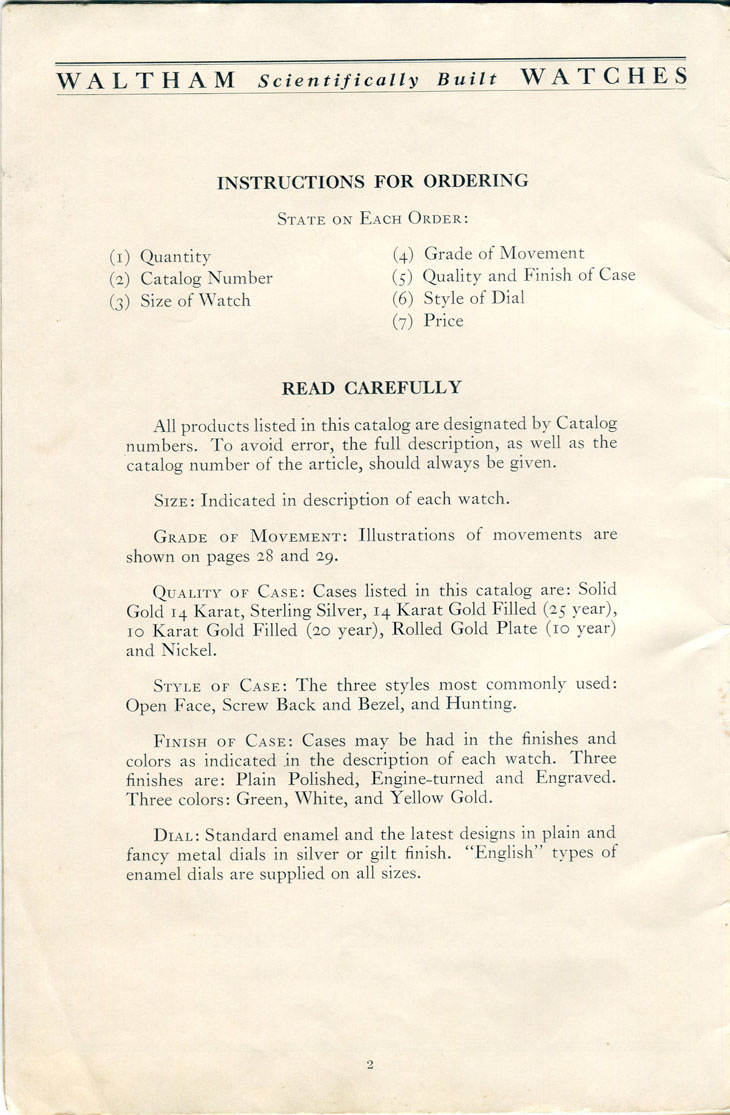 WALTHAM Scientifically Built WATCHES
INSTRUCTIONS FOR ORDERING
STATE ON EACH ORDER:
(1) Quantity
(2) Catalog Number
(3) Size of Watch
(4) Grade of Movement
(5) Quality and Finish of Case
(6) Style of Dial
(7) Price
READ CAREFULLY
All products listed in this catalog are designated by Catalog
numbers. To avoid error, the full description, as well as the
catalog number of the article, should always be given.
SIZE: Indicated in description of each watch.
GRADE OF MOVEMENT: Illustrations of movements are
shown on pages 28 and 29.
QUALITY OF CASE: Cases listed in this catalog are: Solid
Gold 14 Karat, Sterling Silver, 14 Karat Gold Filled (25 year),
10 Karat Gold Filled (20 year), Rolled Gold Plate (10 year)
and Nickel.
STYLE OF CASE: The three styles most commonly used:
Open Face, Screw Back and Bezel, and Hunting.
FINISH OF CASE: Cases may be had in the finishes and
colors as indicated in the description of each watch. Three
finishes are: Plain Polished, Engine-turned and Engraved.
Three colors: Green, White, and Yellow Gold.
DIAL: Standard enamel and the latest designs in plain and
fancy metal dials in silver or gilt finish. “English” types of
enamel dials are supplied on all sizes.
2